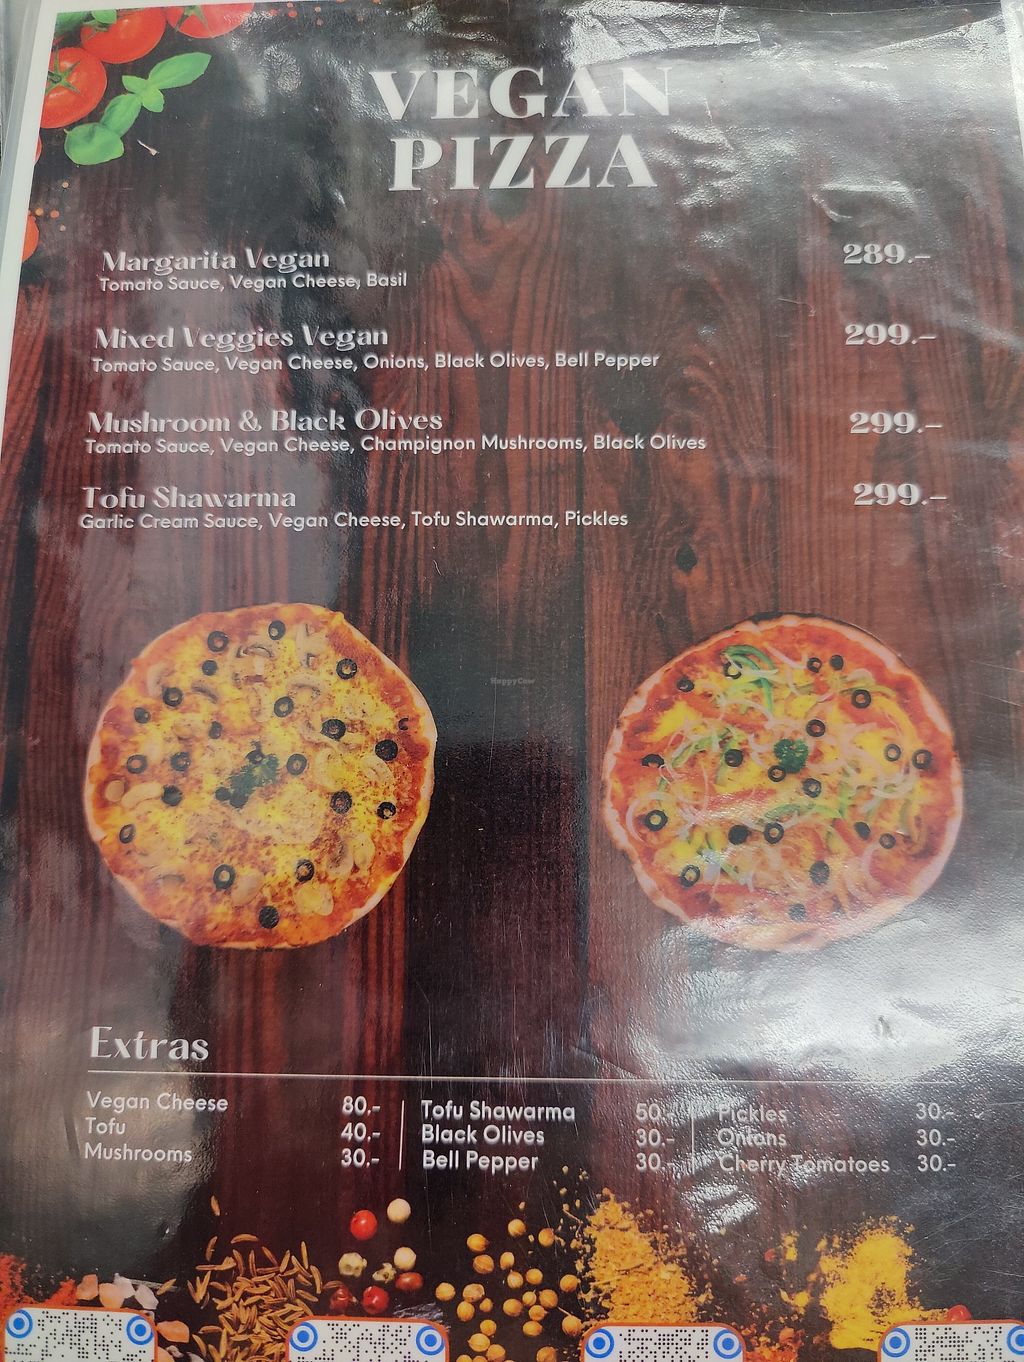 VEGAN
PIZZA
Margarita Vegan 289.-
Tomato Sauce, Vegan Cheese, Basil
Mixed Veggies Vegan 299.-
Tomato Sauce, Vegan Cheese, Onions, Black Olives, Bell Pepper
Mushroom & Black Olives 299.-
Tomato Sauce, Vegan Cheese, Champignon Mushrooms, Black Olives
Tofu Shawarma 299.-
Garlic Cream Sauce, Vegan Cheese, Tofu Shawarma, Pickles
HappyCow
Extras
Vegan Cheese 80.-
Tofu 40.-
Mushrooms 30.-
Tofu Shawarma 50.-
Black Olives 30.-
Bell Pepper 30.-
Pickles 30.-
Onions 30.-
Cherry Tomatoes 30.-